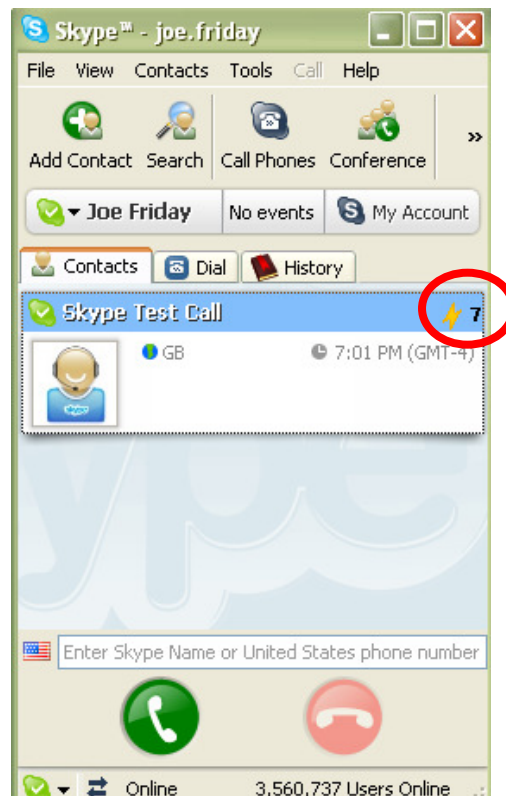 Skype™ - joe.friday
File View Contacts Tools Call Help
Add Contact Search Call Phones Conference »
Joe Friday No events My Account
Contacts Dial History
Skype Test Call 7
GB 7:01 PM (GMT-4)
skype
Enter Skype Name or United States phone number
Online 3,560,737 Users Online